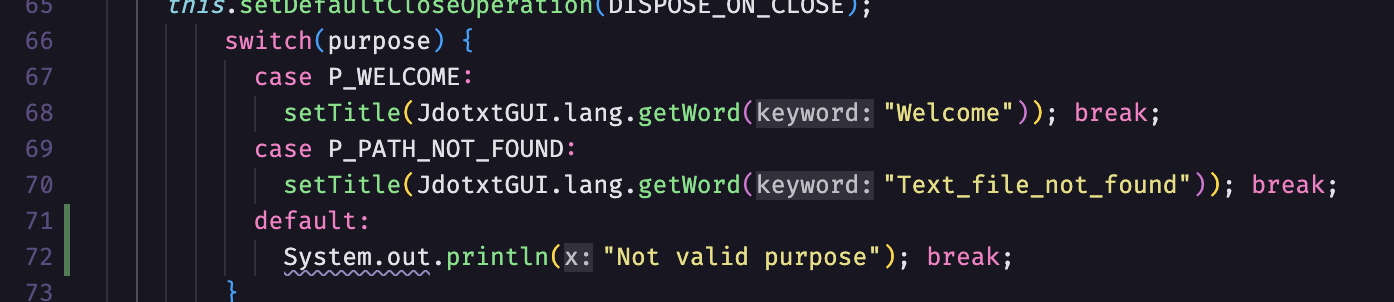 65 this.setDefaultCloseOperation(DISPOSE_ON_CLOSE);
66 switch(purpose) {
67 case P_WELCOME:
68 setTitle(JdotxtGUI.lang.getWord(keyword: "Welcome")); break;
69 case P_PATH_NOT_FOUND:
70 setTitle(JdotxtGUI.lang.getWord(keyword: "Text_file_not_found")); break;
71 default:
72 System.out.println(x: "Not valid purpose"); break;
73 }